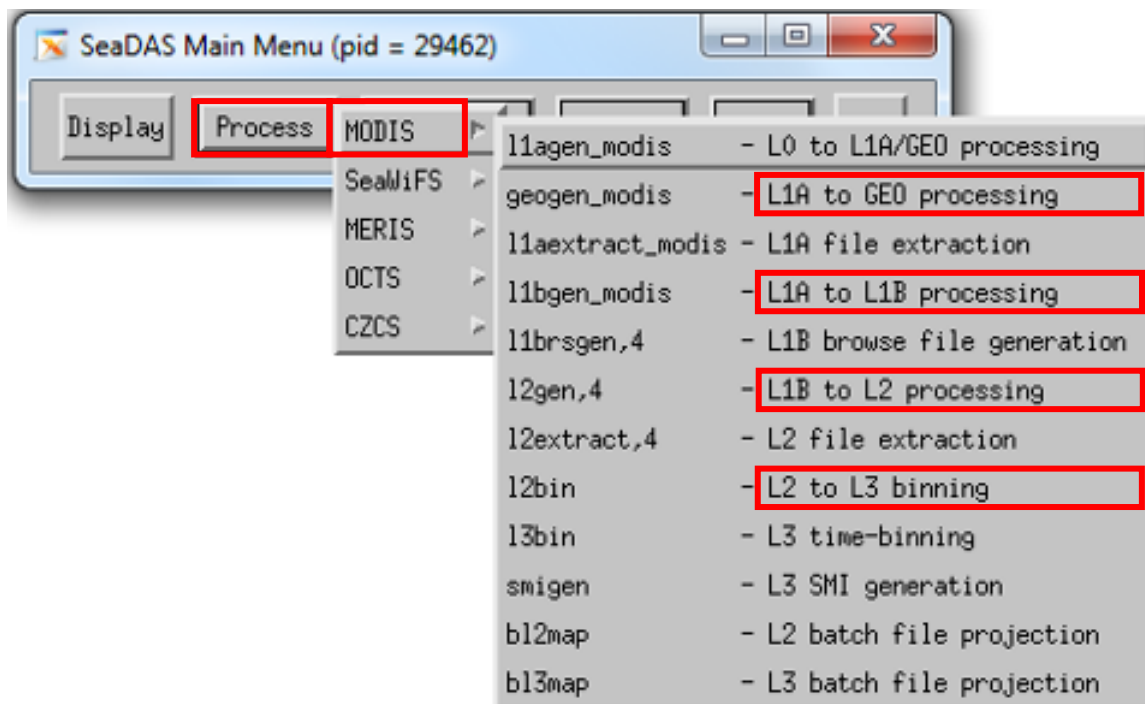 SeaDAS Main Menu (pid = 29462)
Display Process
MODIS
SeaWiFS
MERIS
OCTS
CZCS
l1agen_modis - L0 to L1A/GEO processing
geogen_modis - L1A to GEO processing
l1aextract_modis - L1A file extraction
l1bgen_modis - L1A to L1B processing
l1brsgen,4 - L1B browse file generation
l2gen,4 - L1B to L2 processing
l2extract,4 - L2 file extraction
l2bin - L2 to L3 binning
l3bin - L3 time-binning
smigen - L3 SMI generation
bl2map - L2 batch file projection
bl3map - L3 batch file projection